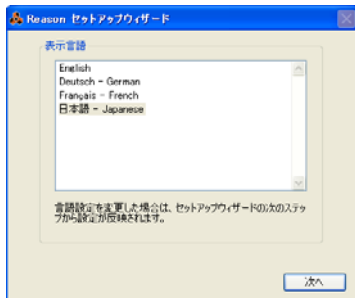 Reason セットアップウィザード
表示言語
English
Deutsch - German
Français - French
日本語 - Japanese
言語設定を変更した場合は、セットアップウィザードの次のステッ
プから設定が反映されます。
次へ